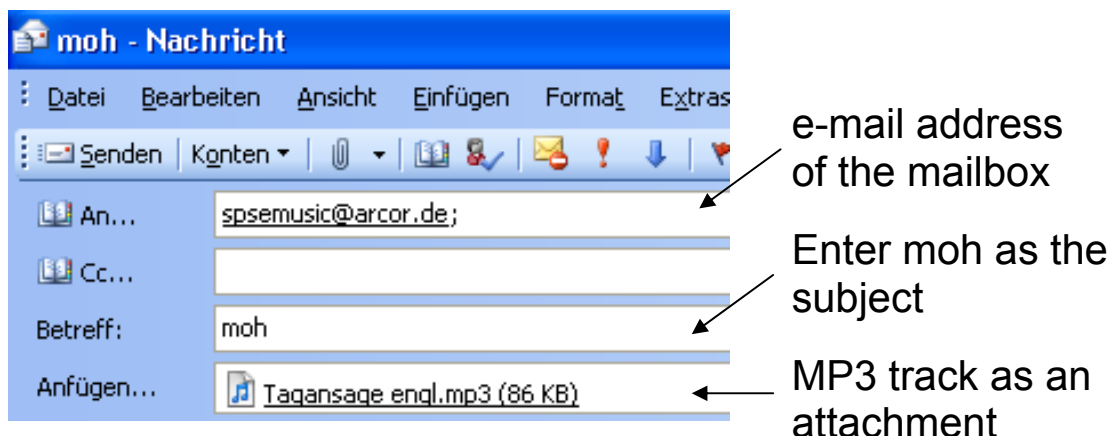 moh - Nachricht
Datei Bearbeiten Ansicht Einfügen Format Extras
Senden Konten
An... spsemusic@arcor.de;
Cc...
Betreff: moh
Anfügen... Tagansage engl.mp3 (86 KB)
e-mail address
of the mailbox
Enter moh as the
subject
MP3 track as an
attachment